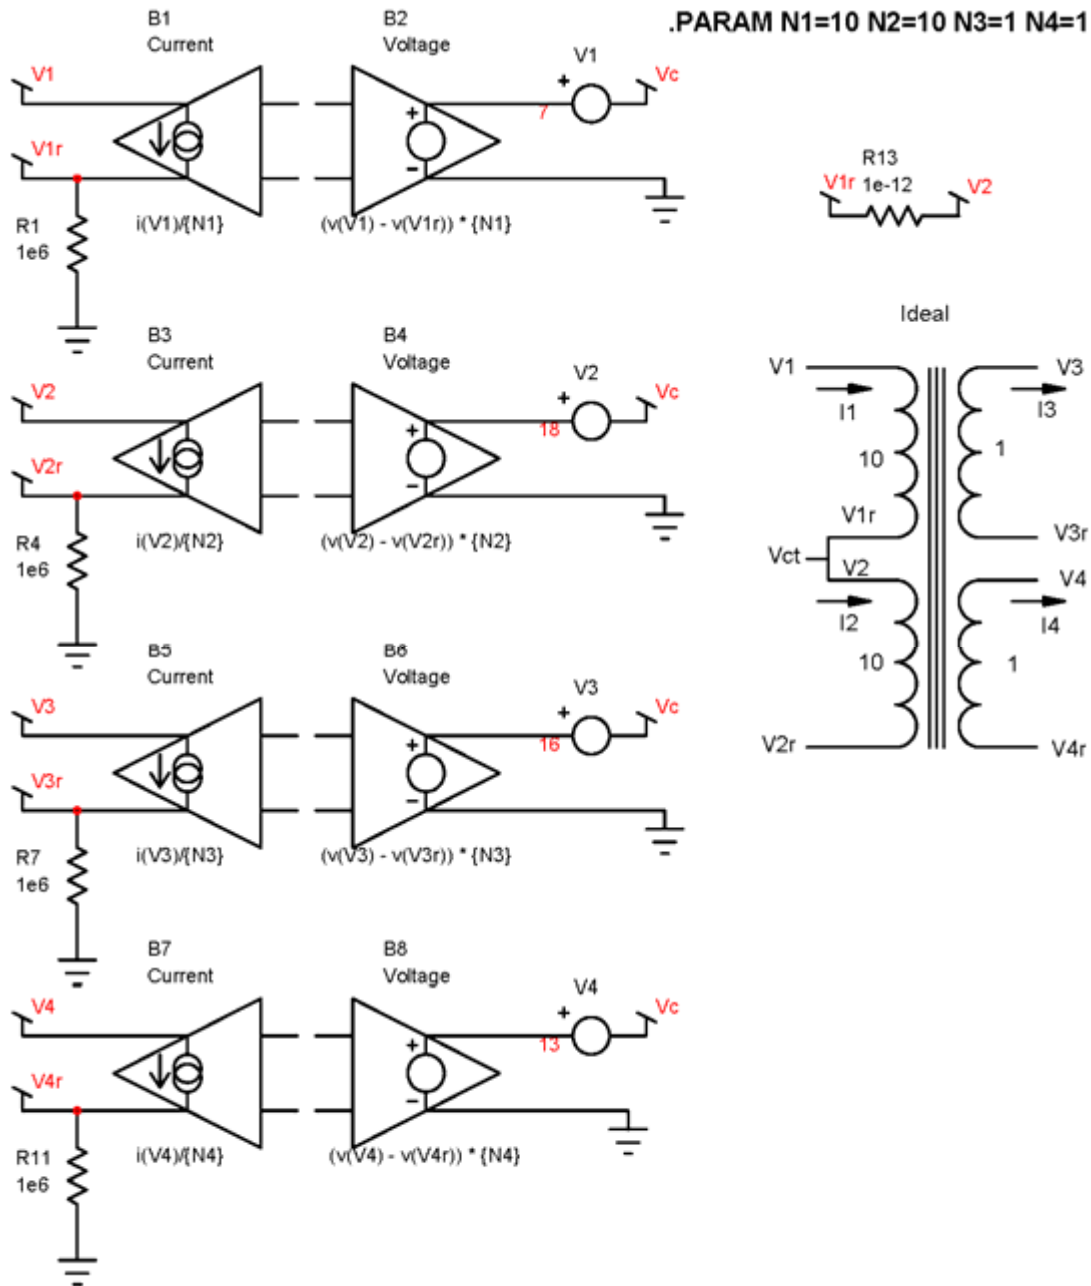 .PARAM N1=10 N2=10 N3=1 N4=1
B1
Current
B2
Voltage
V1
V1r
R1
1e6
i(V1)/{N1}
+
-
(v(V1) - v(V1r)) * {N1}
7
+
V1
Vc
B3
Current
B4
Voltage
V2
V2r
R4
1e6
i(V2)/{N2}
+
-
(v(V2) - v(V2r)) * {N2}
18
+
V2
Vc
B5
Current
B6
Voltage
V3
V3r
R7
1e6
i(V3)/{N3}
+
-
(v(V3) - v(V3r)) * {N3}
16
+
V3
Vc
B7
Current
B8
Voltage
V4
V4r
R11
1e6
i(V4)/{N4}
+
-
(v(V4) - v(V4r)) * {N4}
13
+
V4
Vc
R13
1e-12
V1r
V2
Ideal
V1
V3
I1
I3
10
1
V1r
V3r
Vct
V2
V4
I2
I4
10
1
V2r
V4r